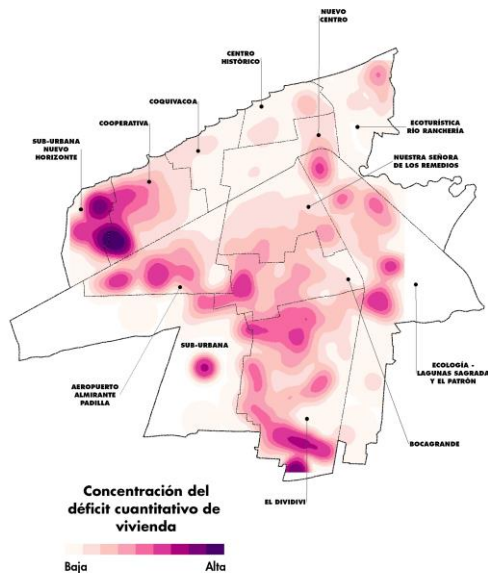 NUEVO
CENTRO
CENTRO
HISTÓRICO
COQUIVACOA
COOPERATIVA
SUB-URBANA
NUEVO
HORIZONTE
ECOTURÍSTICA
RÍO RANCHERÍA
NUESTRA SEÑORA
DE LOS REMEDIOS
SUB-URBANA
AEROPUERTO
ALMIRANTE
PADILLA
ECOLOGÍA -
LAGUNAS SAGRADA
Y EL PATRÓN
BOCAGRANDE
EL DIVIDIVI
Concentración del
déficit cuantitativo de
vivienda
Baja Alta